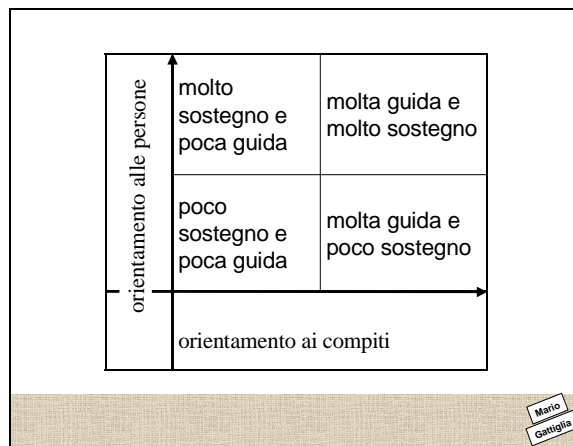 orientamento alle persone
molto
sostegno e
poca guida
molta guida e
molto sostegno
poco
sostegno e
poca guida
molta guida e
poco sostegno
orientamento ai compiti
Mario
Gattiglia